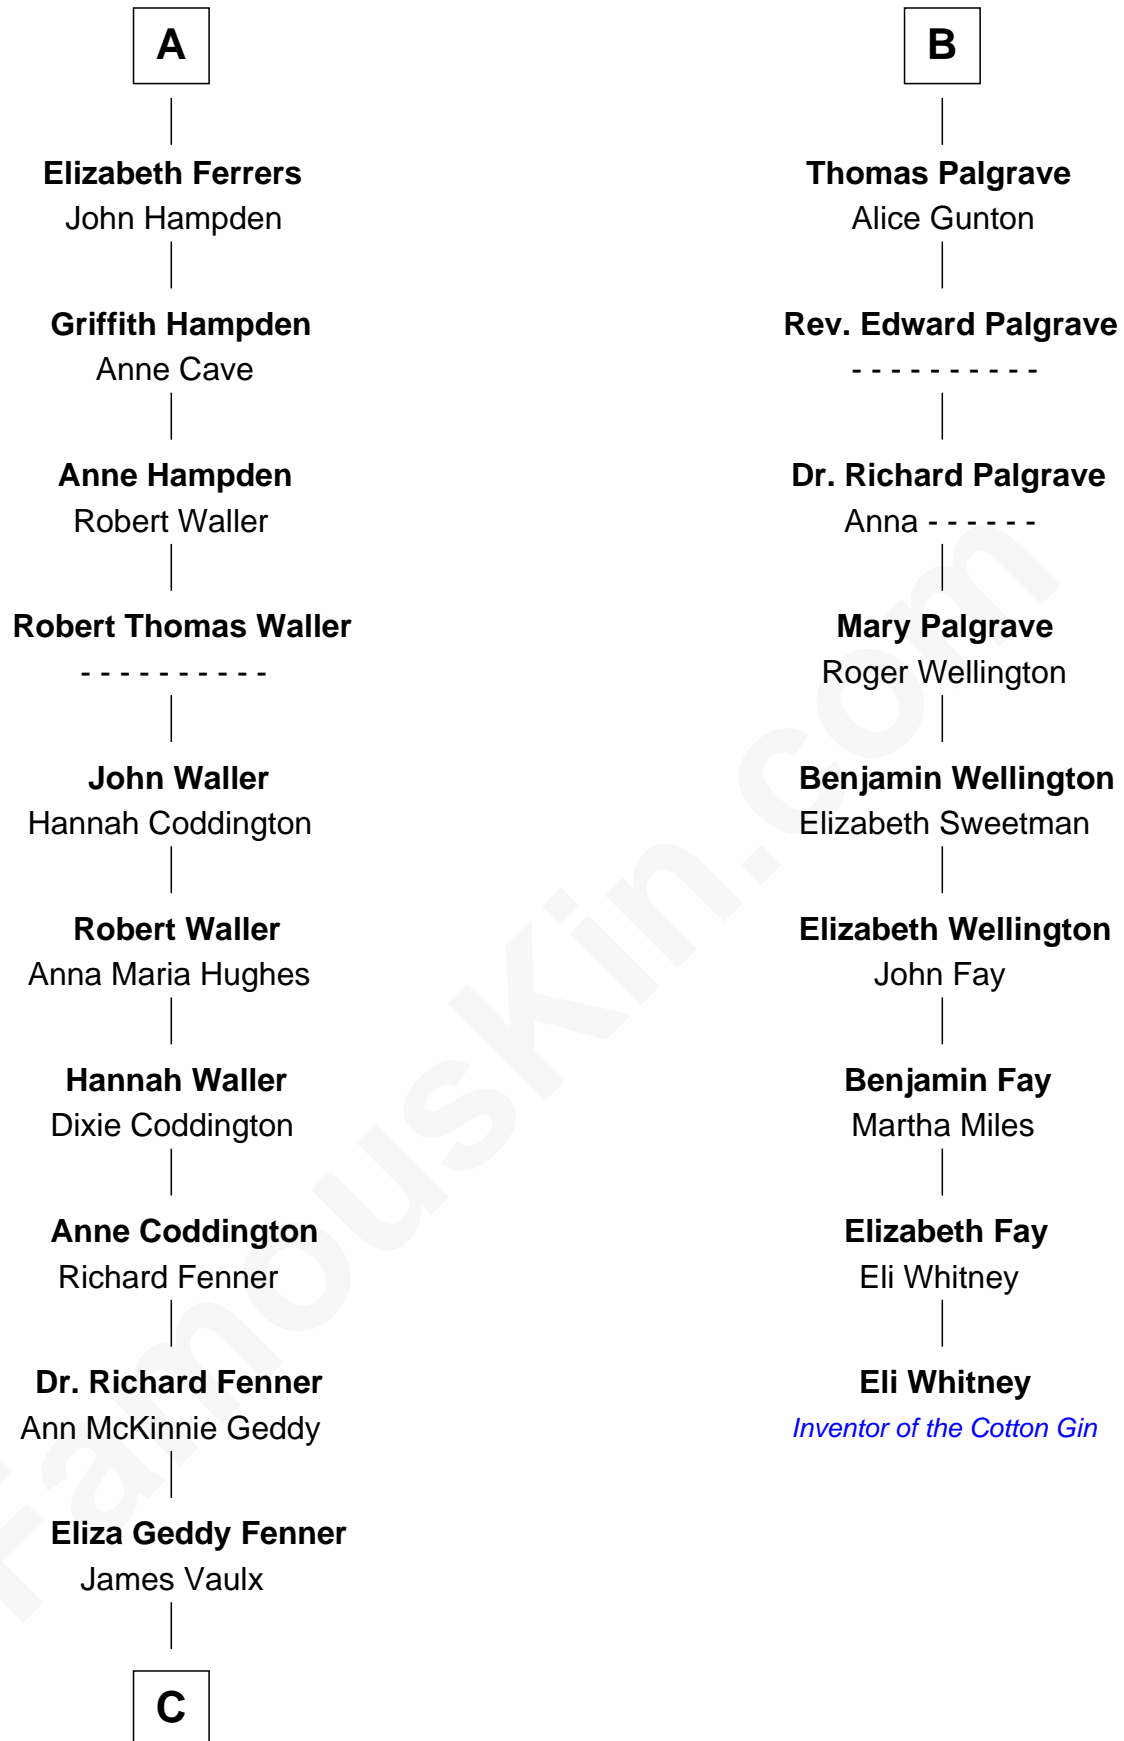 A
Elizabeth Ferrers
John Hampden
Griffith Hampden
Anne Cave
Anne Hampden
Robert Waller
Robert Thomas Waller
- - - - - - - - - -
John Waller
Hannah Coddington
Robert Waller
Anna Maria Hughes
Hannah Waller
Dixie Coddington
Anne Coddington
Richard Fenner
Dr. Richard Fenner
Ann McKinnie Geddy
Eliza Geddy Fenner
James Vaulx
C
B
Thomas Palgrave
Alice Gunton
Rev. Edward Palgrave
- - - - - - - - - -
Dr. Richard Palgrave
Anna - - - - - -
Mary Palgrave
Roger Wellington
Benjamin Wellington
Elizabeth Sweetman
Elizabeth Wellington
John Fay
Benjamin Fay
Martha Miles
Elizabeth Fay
Eli Whitney
Eli Whitney
Inventor of the Cotton Gin
FamousKin.com